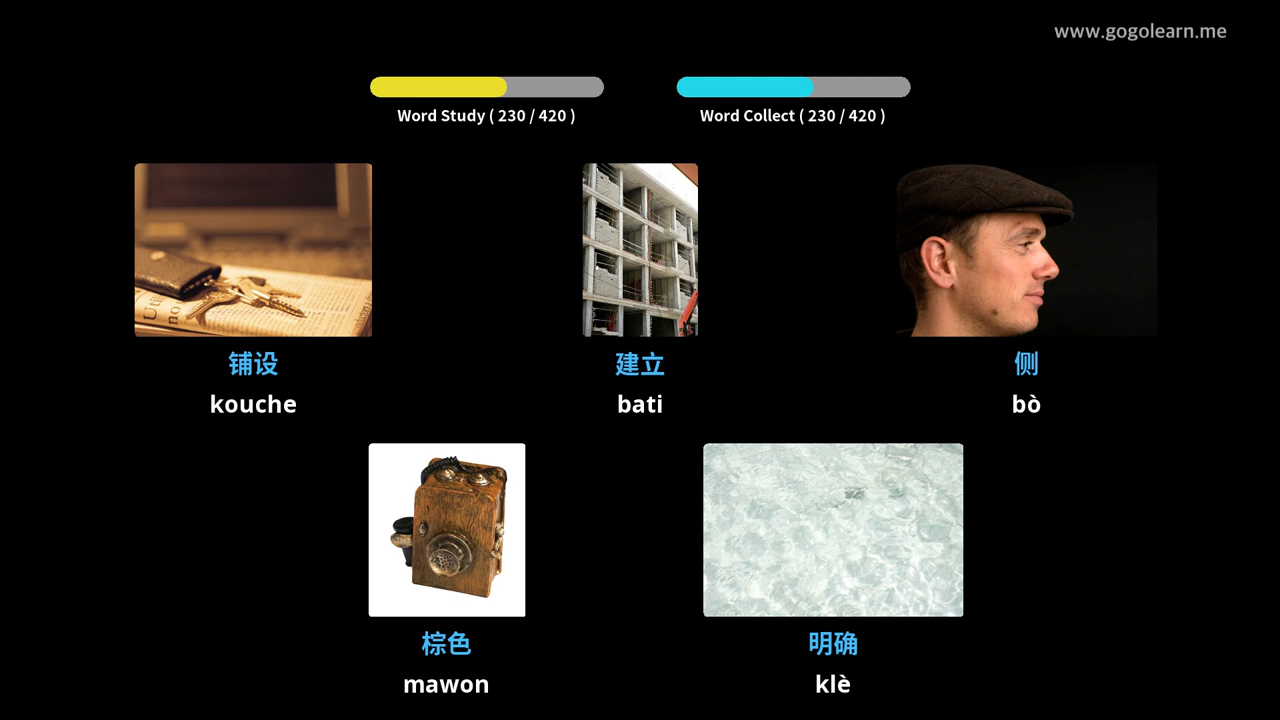 www.gogolearn.me
Word Study ( 230 / 420 )
Word Collect ( 230 / 420 )
铺设
kouche
建立
bati
侧
bò
棕色
mawon
明确
klè